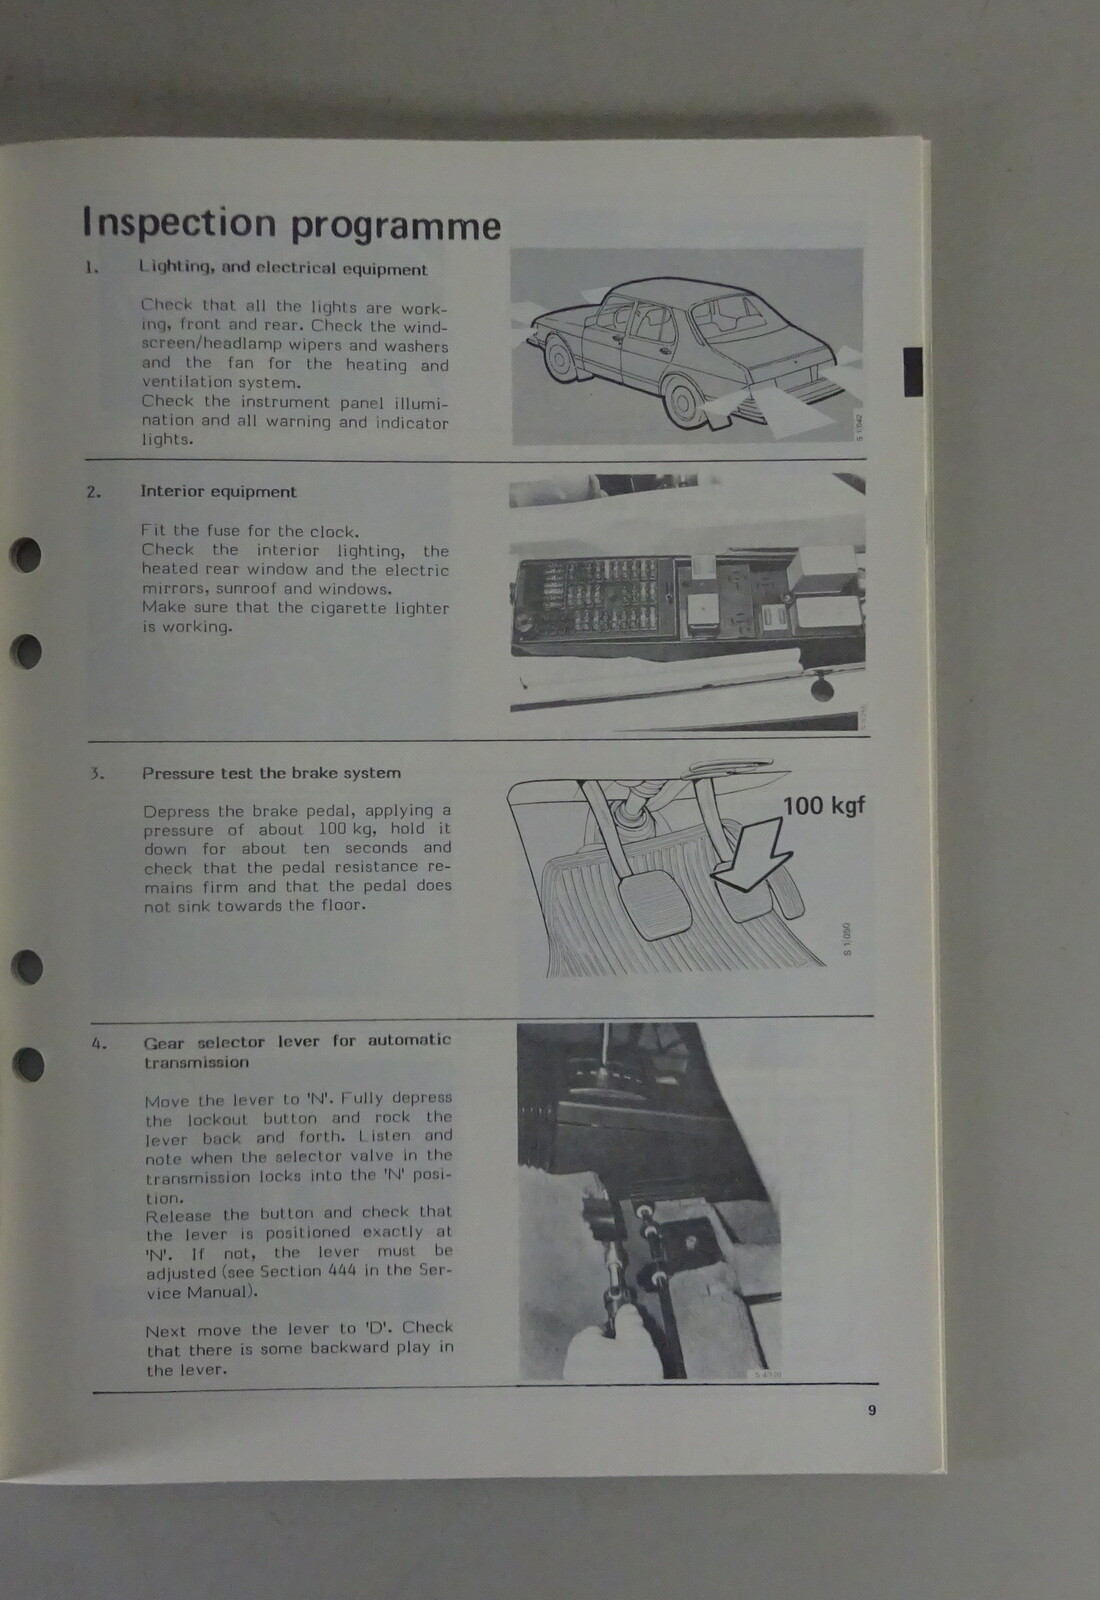 Inspection programme
1. Lighting, and electrical equipment
Check that all the lights are work-
ing, front and rear. Check the wind-
screen/headlamp wipers and washers
and the fan for the heating and
ventilation system.
Check the instrument panel illumi-
nation and all warning and indicator
lights.
S 1/042
2. Interior equipment
Fit the fuse for the clock.
Check the interior lighting, the
heated rear window and the electric
mirrors, sunroof and windows.
Make sure that the cigarette lighter
is working.
3. Pressure test the brake system
Depress the brake pedal, applying a
pressure of about 100 kg, hold it
down for about ten seconds and
check that the pedal resistance re-
mains firm and that the pedal does
not sink towards the floor.
100 kgf
4. Gear selector lever for automatic
transmission
Move the lever to 'N'. Fully depress
the lockout button and rock the
lever back and forth. Listen and
note when the selector valve in the
transmission locks into the 'N' posi-
tion.
Release the button and check that
the lever is positioned exactly at
'N'. If not, the lever must be
adjusted (see Section 444 in the Ser-
vice Manual).
Next move the lever to 'D'. Check
that there is some backward play in
the lever.
9